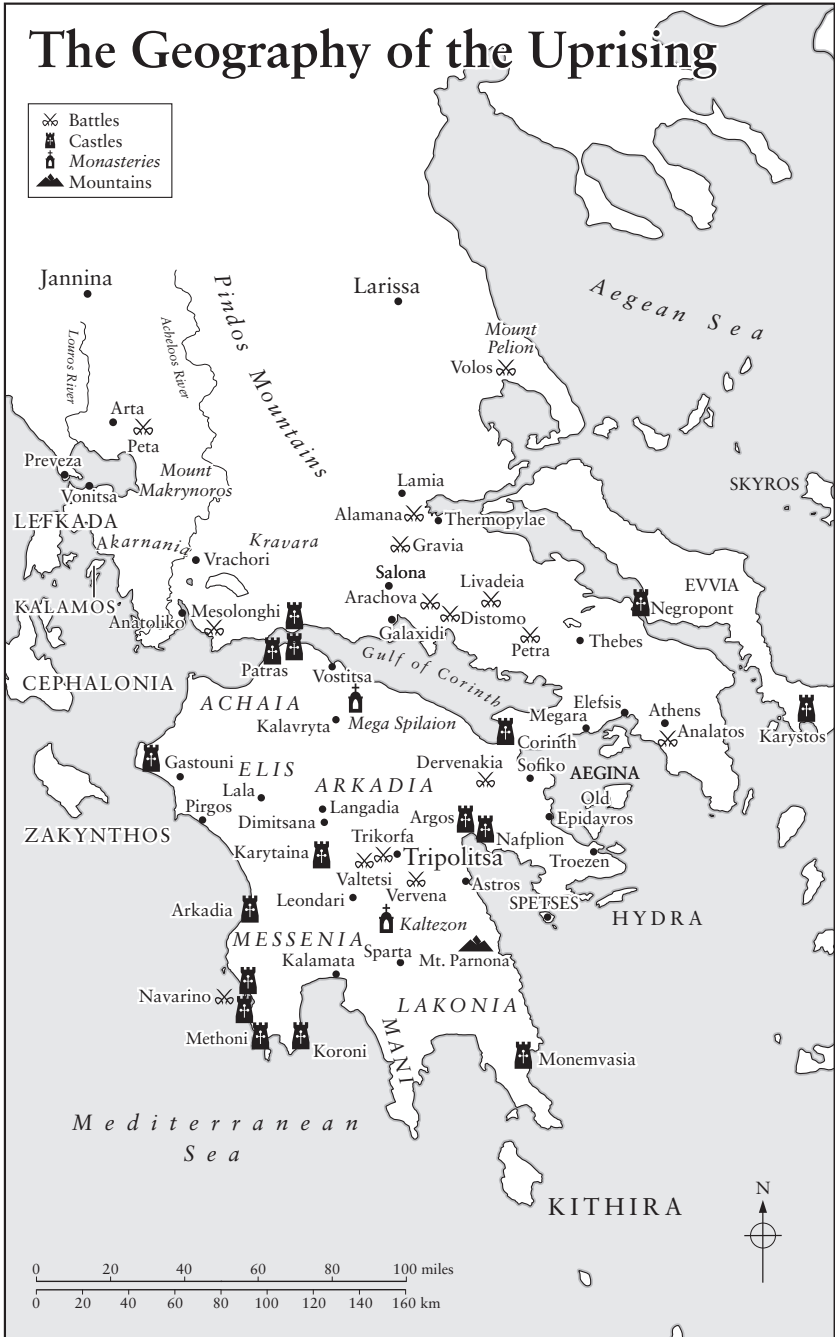 The Geography of the Uprising
Battles
Castles
Monasteries
Mountains
Jannina
Larissa
Pindos Mountains
Louros River
Acheloos River
Aegean Sea
Mount
Pelion
Volos
Arta
Peta
Preveza
Vonitsa
Mount
Makrynoros
Lamia
SKYROS
LEFKADA
Alamana
Thermopylae
Akarnania
Kravara
Gravia
Vrachori
Salona
Livadeia
EVVIA
KALAMOS
Anatoliko
Mesolonghi
Arachova
Distomo
Negropont
Galaxidi
Petra
Thebes
Patras
Vostitsa
Gulf of Corinth
CEPHALONIA
ACHAIA
Kalavryta
Mega Spilaion
Megara
Elefsis
Athens
Analatos
Karystos
Corinth
Gastouni
ELIS
Dervenakia
Sofiko
AEGINA
Lala
ARKADIA
Old
Epidavros
Pirgos
Langadia
Dimitsana
Argos
Nafplion
ZAKYNTHOS
Trikorfa
Karytaina
Tripolitsa
Troezen
Valtetsi
Vervena
Astros
Leondari
SPETSES
Arkadia
Kaltezon
HYDRA
MESSENIA
Sparta
Mt. Parnona
Kalamata
Navarino
LAKONIA
Methoni
Koroni
MANI
Monemvasia
Mediterranean
Sea
KITHIRA
N
0 20 40 60 80 100 miles
0 20 40 60 80 100 120 140 160 km